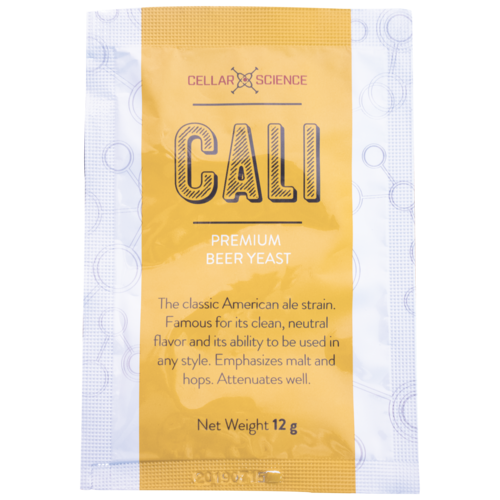 CELLAR SCIENCE
CALI
PREMIUM
BEER YEAST
The classic American ale strain.
Famous for its clean, neutral
flavor and its ability to be used in
any style. Emphasizes malt and
hops. Attenuates well.
Net Weight 12 g